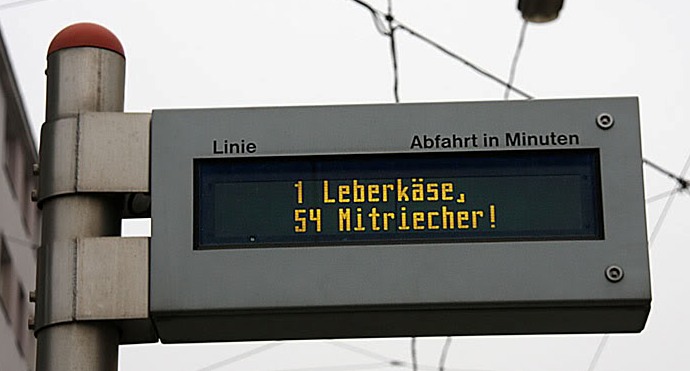 Linie Abfahrt in Minuten
1 Leberkäse,
54 Mitriecher!